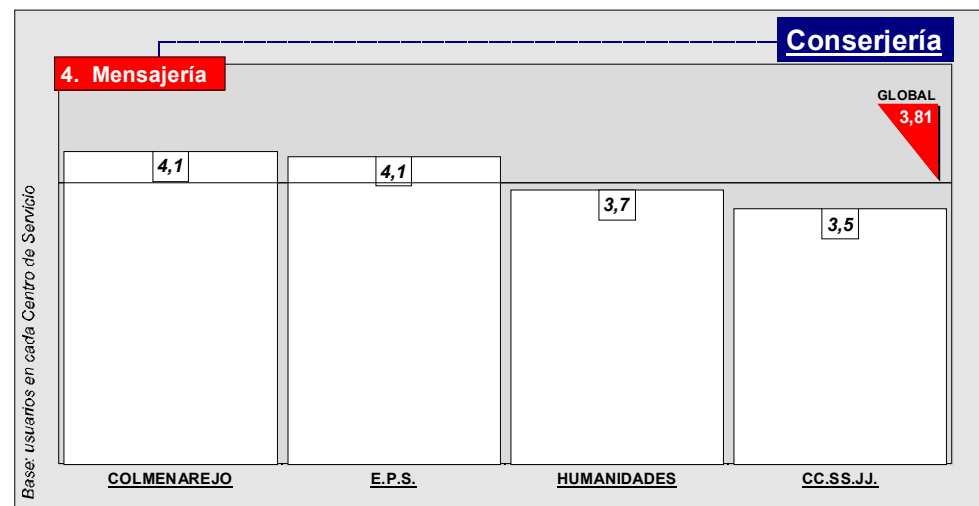 Conserjería
4. Mensajería
GLOBAL
3,81
4,1
4,1
3,7
3,5
Base: usuarios en cada Centro de Servicio
COLMENAREJO
E.P.S.
HUMANIDADES
CC.SS.JJ.